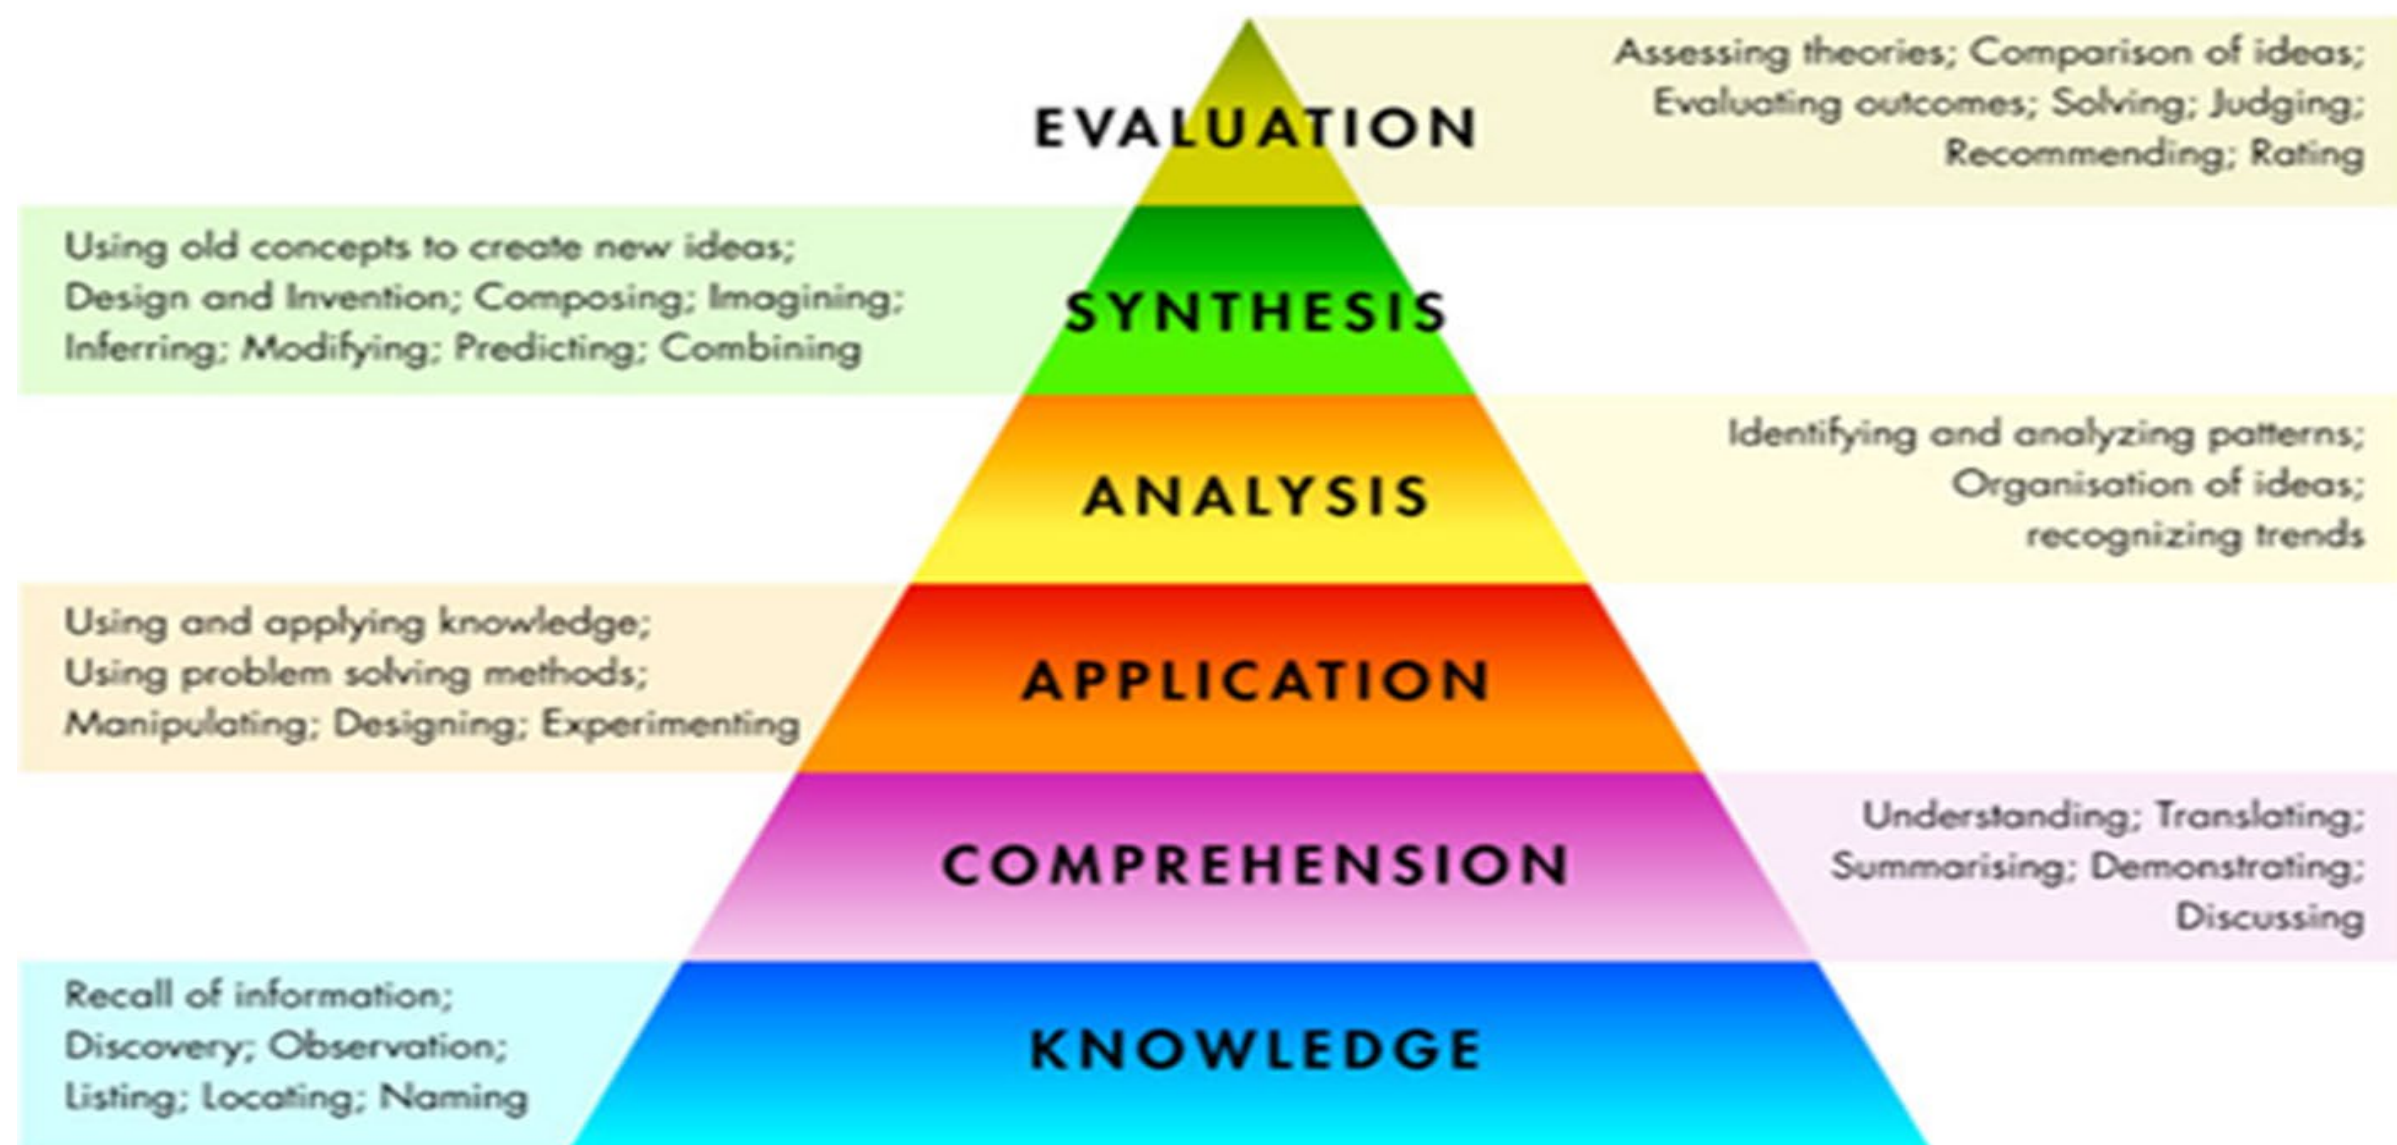 EVALUATION
Assessing theories; Comparison of ideas;
Evaluating outcomes; Solving; Judging;
Recommending; Rating
Using old concepts to create new ideas;
Design and Invention; Composing; Imagining;
Inferring; Modifying; Predicting; Combining
SYNTHESIS
ANALYSIS
Identifying and analyzing patterns;
Organisation of ideas;
recognizing trends
Using and applying knowledge;
Using problem solving methods;
Manipulating; Designing; Experimenting
APPLICATION
COMPREHENSION
Understanding; Translating;
Summarising; Demonstrating;
Discussing
Recall of information;
Discovery; Observation;
Listing; Locating; Naming
KNOWLEDGE